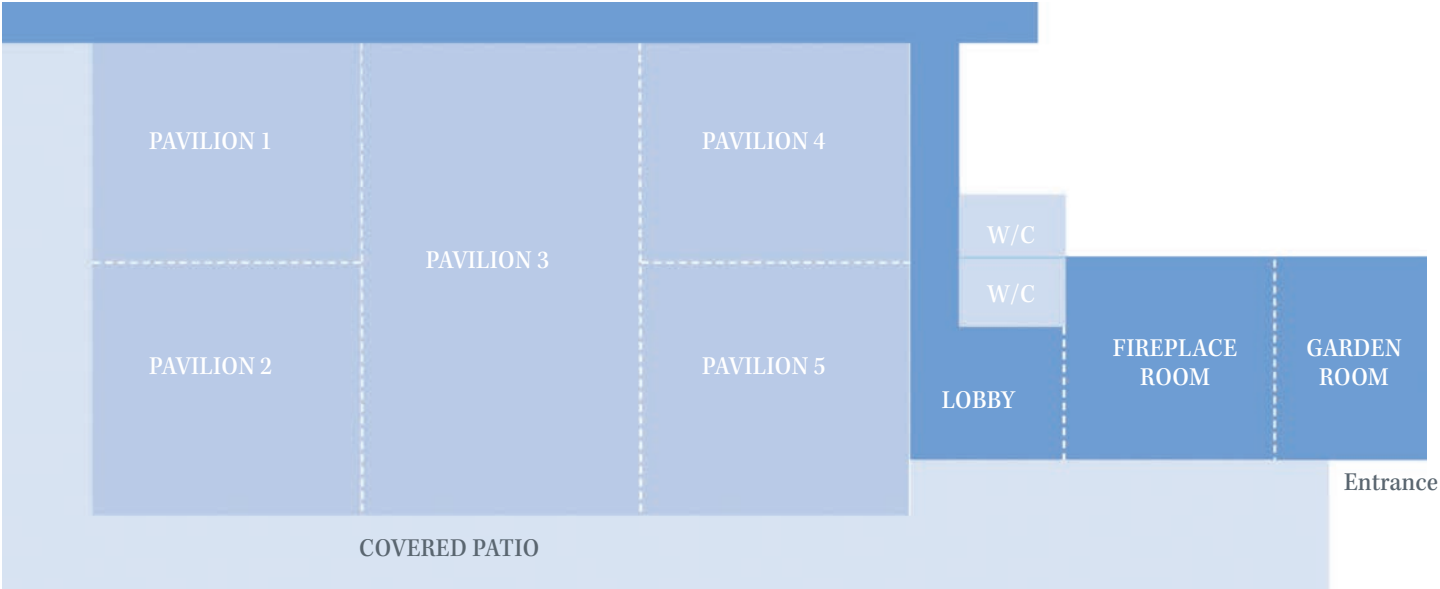 PAVILION 1
PAVILION 4
W/C
PAVILION 3
W/C
FIREPLACE
ROOM
GARDEN
ROOM
PAVILION 2
PAVILION 5
LOBBY
Entrance
COVERED PATIO